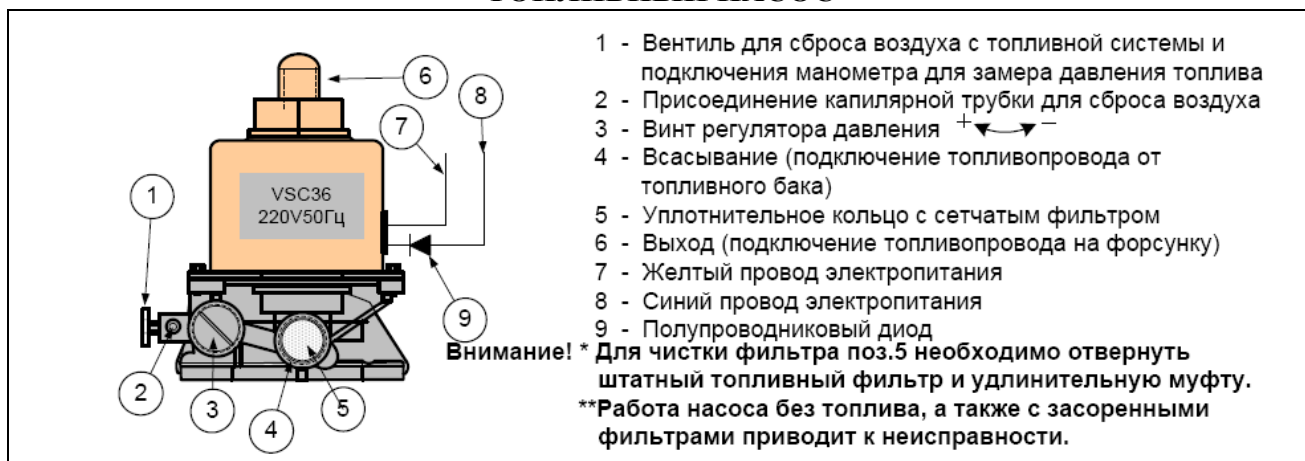 ТОПЛИВНЫЙ НАСОС
1 - Вентиль для сброса воздуха с топливной системы и
подключения манометра для замера давления топлива
2 - Присоединение капилярной трубки для сброса воздуха
3 - Винт регулятора давления + −
4 - Всасывание (подключение топливопровода от
топливного бака)
5 - Уплотнительное кольцо с сетчатым фильтром
6 - Выход (подключение топливопровода на форсунку)
7 - Желтый провод электропитания
8 - Синий провод электропитания
9 - Полупроводниковый диод
Внимание! * Для чистки фильтра поз.5 необходимо отвернуть
штатный топливный фильтр и удлинительную муфту.
**Работа насоса без топлива, а также с засоренными
фильтрами приводит к неисправности.
6
8
7
1
VSC36
220V50Гц
9
2
3
4
5